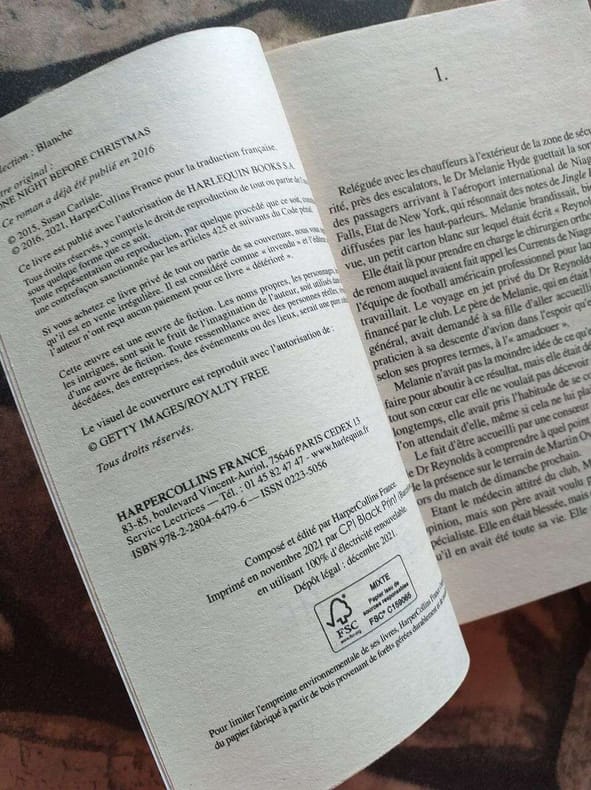 Collection : Blanche
Titre original :
ONE NIGHT BEFORE CHRISTMAS
Ce roman a déjà été publié en 2016
© 2015, Susan Carlisle.
© 2016, 2021, HarperCollins France pour la traduction française.
Ce livre est publié avec l'autorisation de HARLEQUIN BOOKS S.A.
Tous droits réservés, y compris le droit de reproduction de tout ou partie de
sous quelque forme que ce soit.
Toute représentation ou reproduction, par quelque procédé que ce soit,
une contrefaçon sanctionnée par les articles 425 et suivants du Code pénal.
Si vous achetez ce livre privé de tout ou partie de sa couverture, nous vous
qu'il est en vente irrégulière. Il est considéré comme « invendu » et
l'auteur n'ont reçu aucun paiement pour ce livre « détérioré ».
Cette œuvre est une œuvre de fiction. Les noms propres, les personnages,
les intrigues, sont soit le fruit de l'imagination de l'auteur, soit utilisés
d'une œuvre de fiction. Toute ressemblance avec des personnes réelles,
décédées, des entreprises, des événements ou des lieux, serait une
Le visuel de couverture est reproduit avec l'autorisation de :
© GETTY IMAGES/ROYALTY FREE
Tous droits réservés.
HARPERCOLLINS FRANCE
83-85, boulevard Vincent-Auriol, 75646 PARIS CEDEX 13
Service Lectrices — Tél. : 01 45 82 47 47 - www.harlequin.fr
ISBN 978-2-2804-6479-6 — ISSN 0223-5056
Composé et édité par HarperCollins France.
Imprimé en novembre 2021 par CPI Black Print
en utilisant 100% d'électricité renouvelable.
Dépôt légal : décembre 2021.
FSC
www.fsc.org
MIXTE
Papier issu de
sources responsables
FSC® C159065
Pour limiter l'empreinte environnementale de ses livres, HarperCollins France
du papier fabriqué à partir de bois provenant de forêts gérées durablement et de
1.
Reléguée avec les chauffeurs à l'extérieur de la zone de sécu-
rité, près des escalators, le Dr Melanie Hyde guettait la
des passagers arrivant à l'aéroport international de
Falls, Etat de New York, qui résonnait des notes de Jingle
diffusées par les haut-parleurs. Melanie brandissait,
vue, un petit carton blanc sur lequel était écrit «
Elle était là pour prendre en charge le chirurgien
de renom auquel avaient fait appel les Currents de
l'équipe de football américain professionnel pour
travaillait. Le voyage en jet privé du Dr Reynolds
financé par le club. Le père de Melanie, qui en était
général, avait demandé à sa fille d'aller
praticien à sa descente d'avion dans l'espoir
selon ses propres termes, à l'« amadouer ».
Melanie n'avait pas la moindre idée de ce
faire pour aboutir à ce résultat, mais elle était
tout son cœur car elle ne voulait pas décevoir
longtemps, elle avait pris l'habitude de se
l'on attendait d'elle, même si cela ne lui
Le fait d'être accueilli par une
Dr Reynolds à comprendre à quel point
de la présence sur le terrain de Martin
lors du match de dimanche prochain.
Etant le médecin attitré du club,
opinion, mais son père avait voulu
spécialiste. Elle en était blessée, mais
qu'il en avait été toute sa vie. Elle